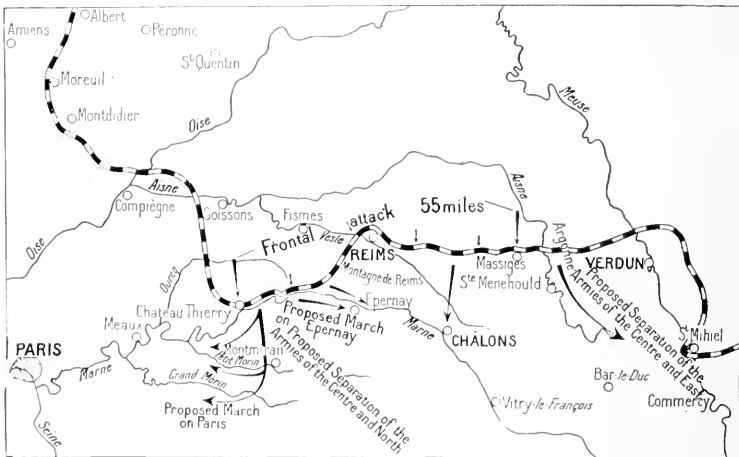 Albert
Amiens
Péronne
St Quentin
Moreuil
Montdidier
Oise
Meuse
Aisne
Aisne
Compiègne
Soissons
Fismes
Vesle
attack
55 miles
Frontal
REIMS
Oise
Ourcq
Montagne de Reims
Massiges
Ste Menehould
Argonne
VERDUN
Chateau Thierry
Epernay
Proposed March
on
Epernay
Marne
CHÂLONS
Proposed Separation of the
Armies of the Centre and East
St Mihiel
Meaux
PARIS
Marne
Montmirail
Petit Morin
Grand Morin
Proposed Separation of the
Armies of the Centre and North
Proposed March
on Paris
Seine
Bar-le-Duc
Commercy
Vitry-le-François